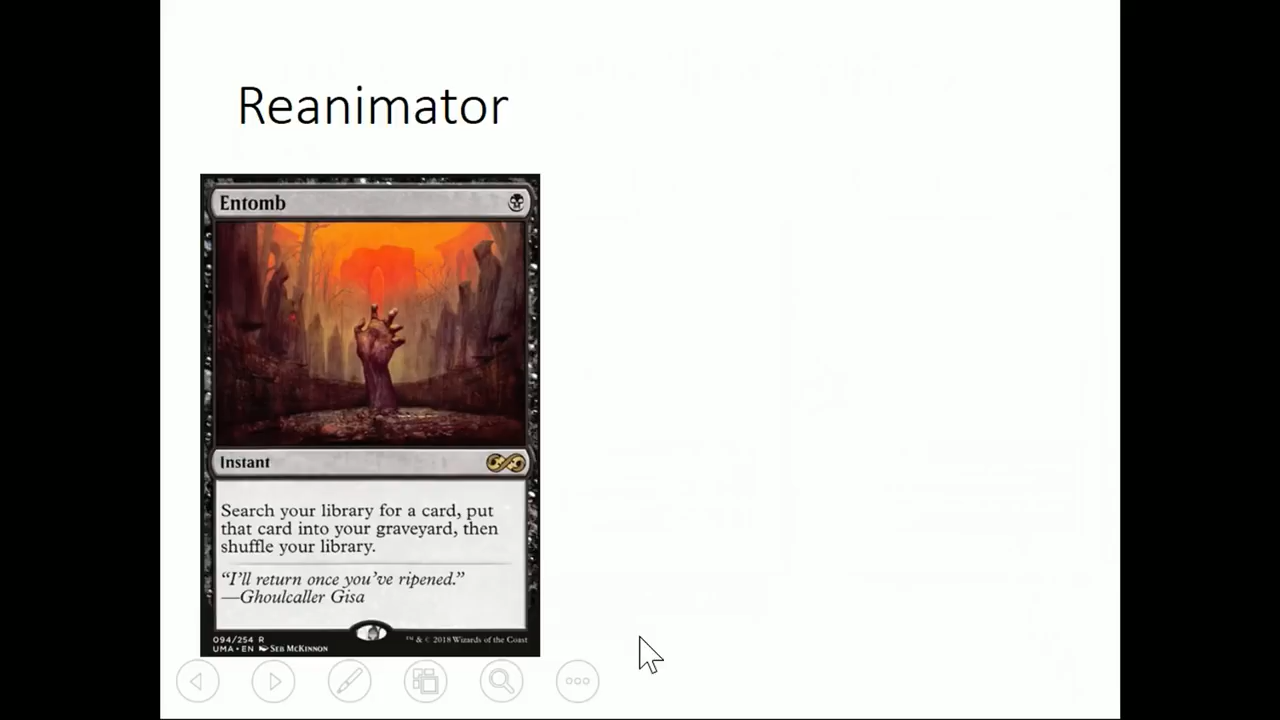 Reanimator
Entomb
Instant
Search your library for a card, put
that card into your graveyard, then
shuffle your library.
“I’ll return once you’ve ripened.”
—Ghoulcaller Gisa
094/254 R
™ & © 2018 Wizards of the Coast
UMA • EN Seb McKinnon